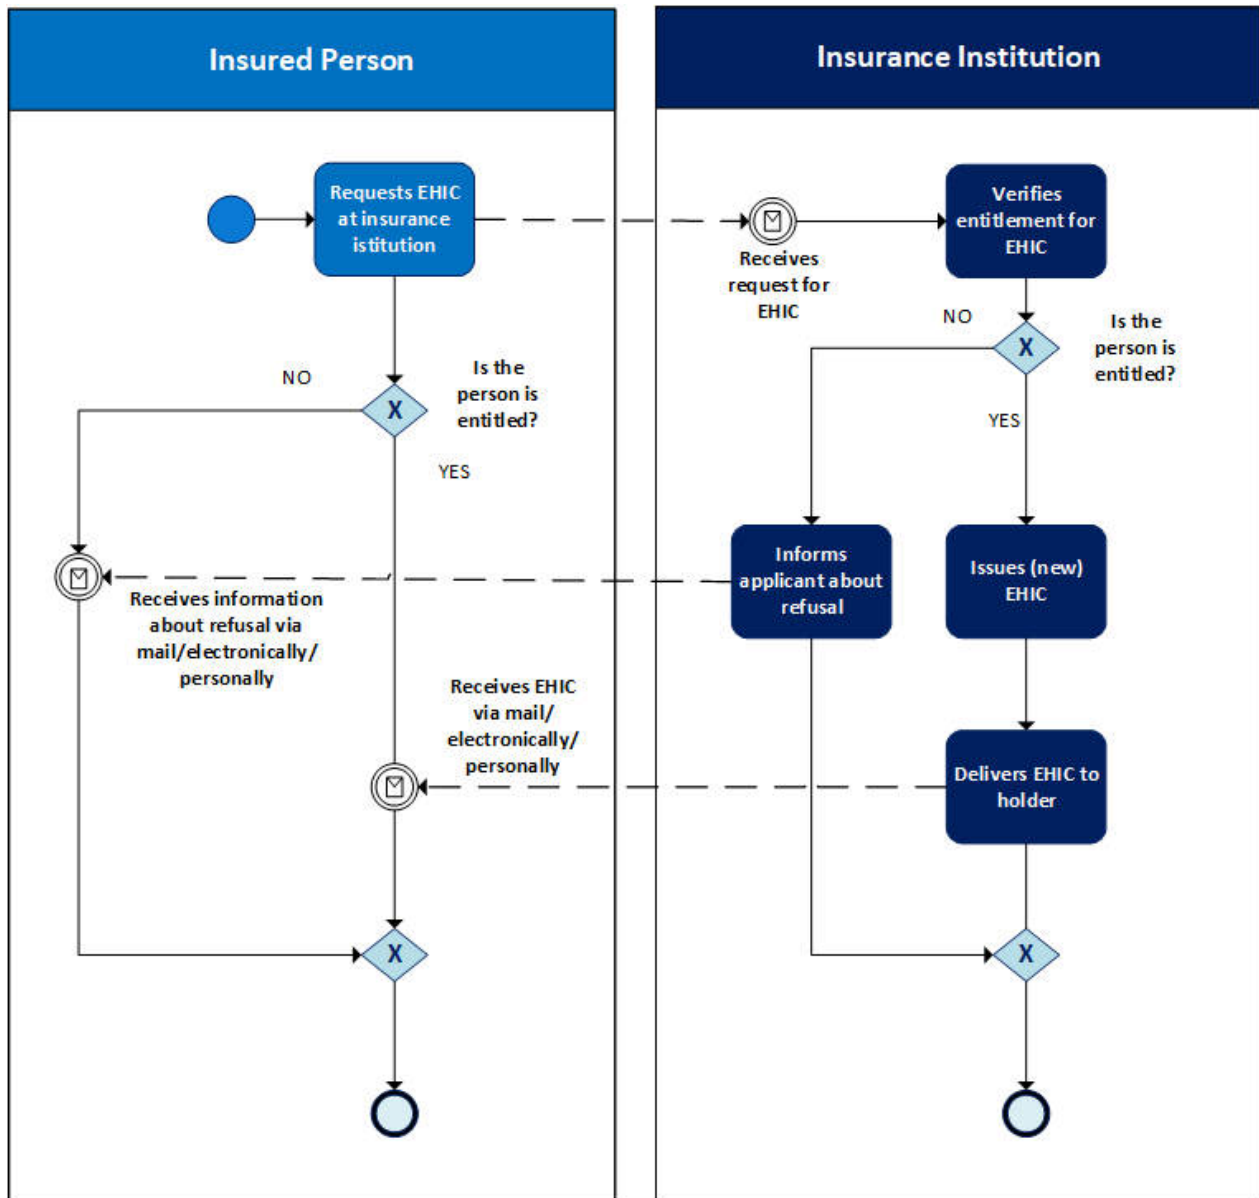 Insured Person
Insurance Institution
Requests EHIC
at insurance
istitution
Receives
request for
EHIC
Verifies
entitlement for
EHIC
NO
Is the
person is
entitled?
YES
NO
Is the
person is
entitled?
YES
Receives information
about refusal via
mail/electronically/
personally
Informs
applicant about
refusal
Issues (new)
EHIC
Receives EHIC
via mail/
electronically/
personally
Delivers EHIC to
holder
X
X
X
X